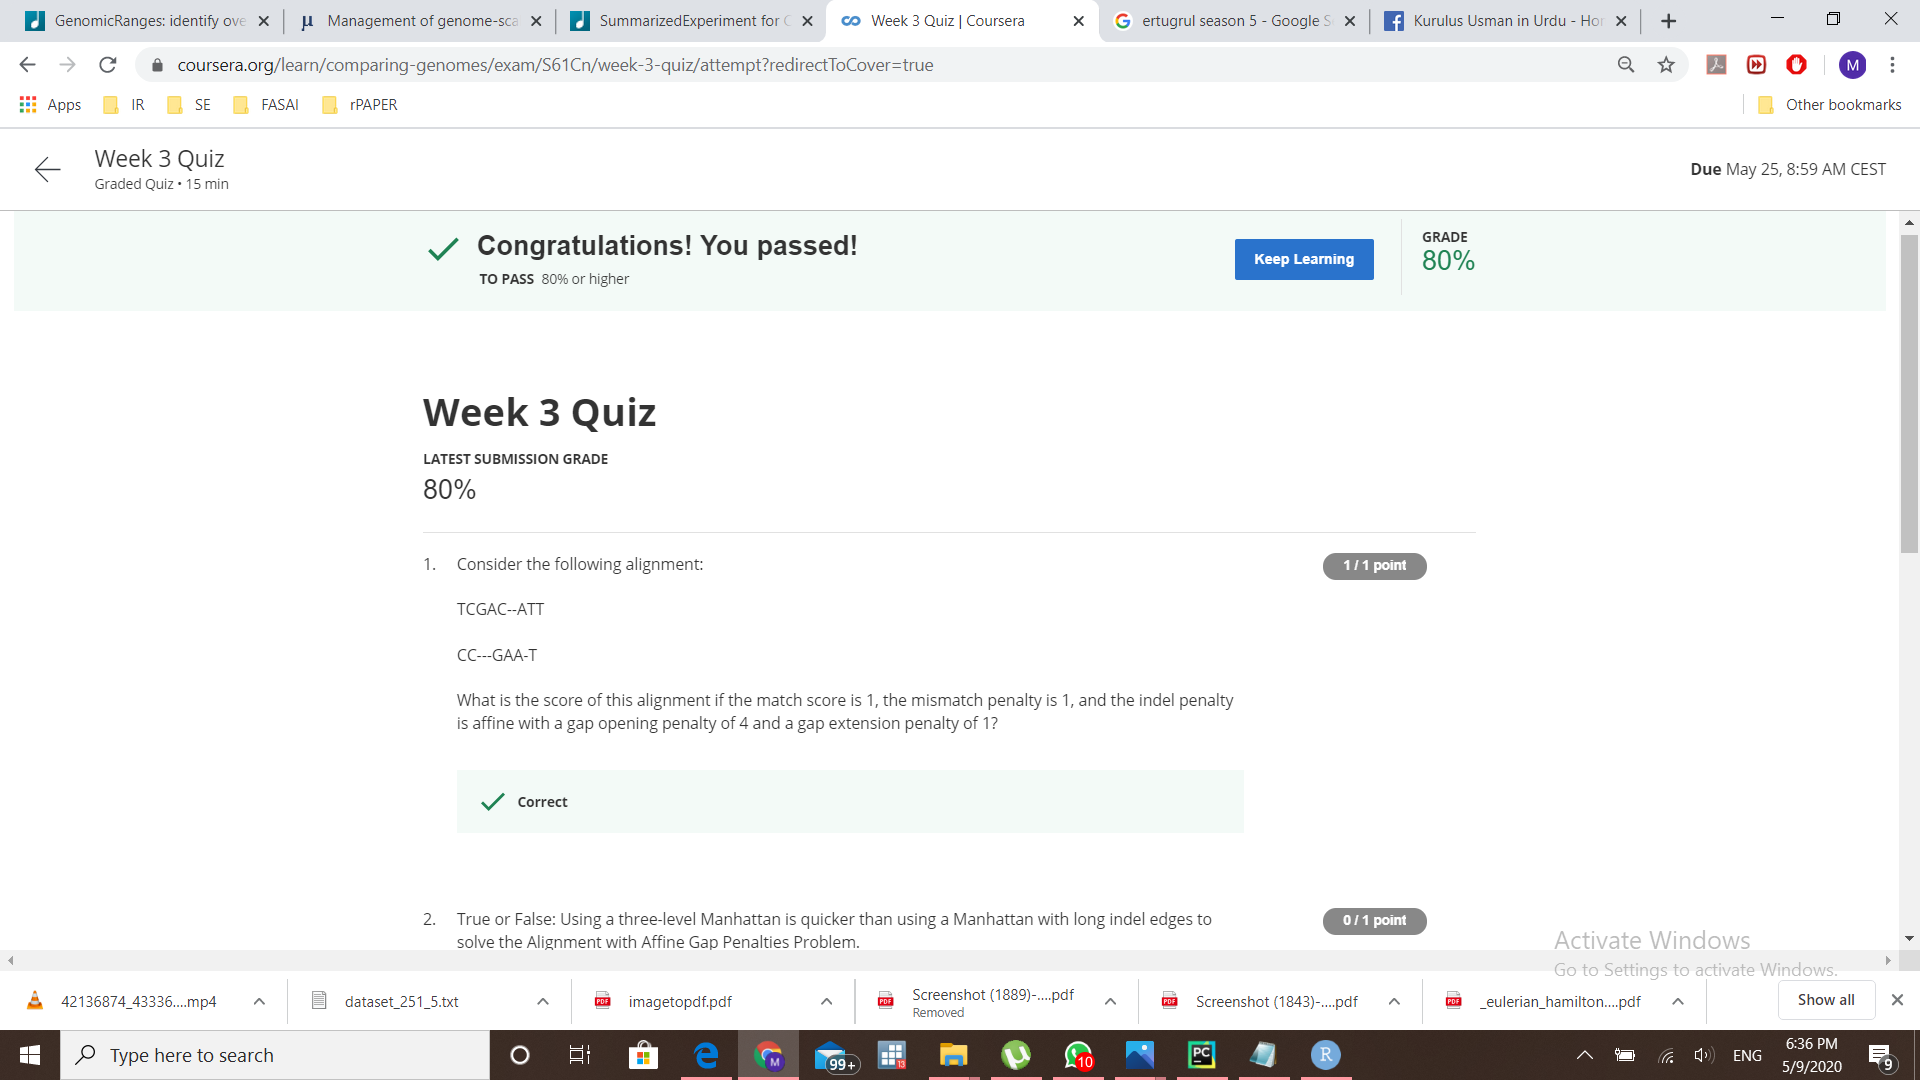 GenomicRanges: identify ove
Management of genome-sca
SummarizedExperiment for C
Week 3 Quiz | Coursera
ertugrul season 5 - Google S
Kurulus Usman in Urdu - Hor
coursera.org/learn/comparing-genomes/exam/S61Cn/week-3-quiz/attempt?redirectToCover=true
M
Apps
IR
SE
FASAI
rPAPER
Other bookmarks
Week 3 Quiz
Graded Quiz • 15 min
Due May 25, 8:59 AM CEST
Congratulations! You passed!
TO PASS 80% or higher
Keep Learning
GRADE
80%
Week 3 Quiz
LATEST SUBMISSION GRADE
80%
1. Consider the following alignment:
1 / 1 point
TCGAC--ATT
CC---GAA-T
What is the score of this alignment if the match score is 1, the mismatch penalty is 1, and the indel penalty
is affine with a gap opening penalty of 4 and a gap extension penalty of 1?
Correct
2. True or False: Using a three-level Manhattan is quicker than using a Manhattan with long indel edges to
solve the Alignment with Affine Gap Penalties Problem.
0 / 1 point
Activate Windows
Go to Settings to activate Windows.
42136874_43336....mp4
dataset_251_5.txt
imagetopdf.pdf
Screenshot (1889)-....pdf
Removed
Screenshot (1843)-....pdf
_eulerian_hamilton....pdf
Show all
Type here to search
M
99+
13
10
PC
R
ENG
6:36 PM
5/9/2020
9